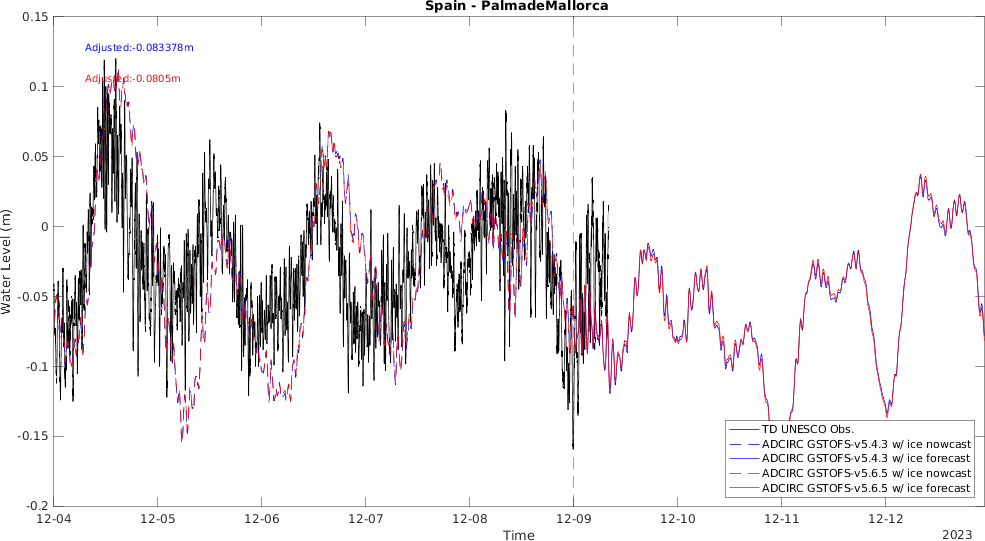 Spain - PalmadeMallorca
0.15
0.1
0.05
0
-0.05
-0.1
-0.15
-0.2
Water Level (m)
Adjusted:-0.083378m
Adjusted:-0.0805m
TD UNESCO Obs.
ADCIRC GSTOFS-v5.4.3 w/ ice nowcast
ADCIRC GSTOFS-v5.4.3 w/ ice forecast
ADCIRC GSTOFS-v5.6.5 w/ ice nowcast
ADCIRC GSTOFS-v5.6.5 w/ ice forecast
12-04 12-05 12-06 12-07 12-08 12-09 12-10 12-11 12-12
Time
2023